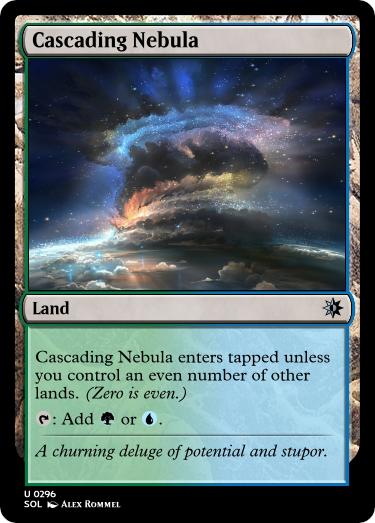 Cascading Nebula
Land
Cascading Nebula enters tapped unless
you control an even number of other
lands. (Zero is even.)
: Add or .
A churning deluge of potential and stupor.
U 0296
SOL Alex Rommel